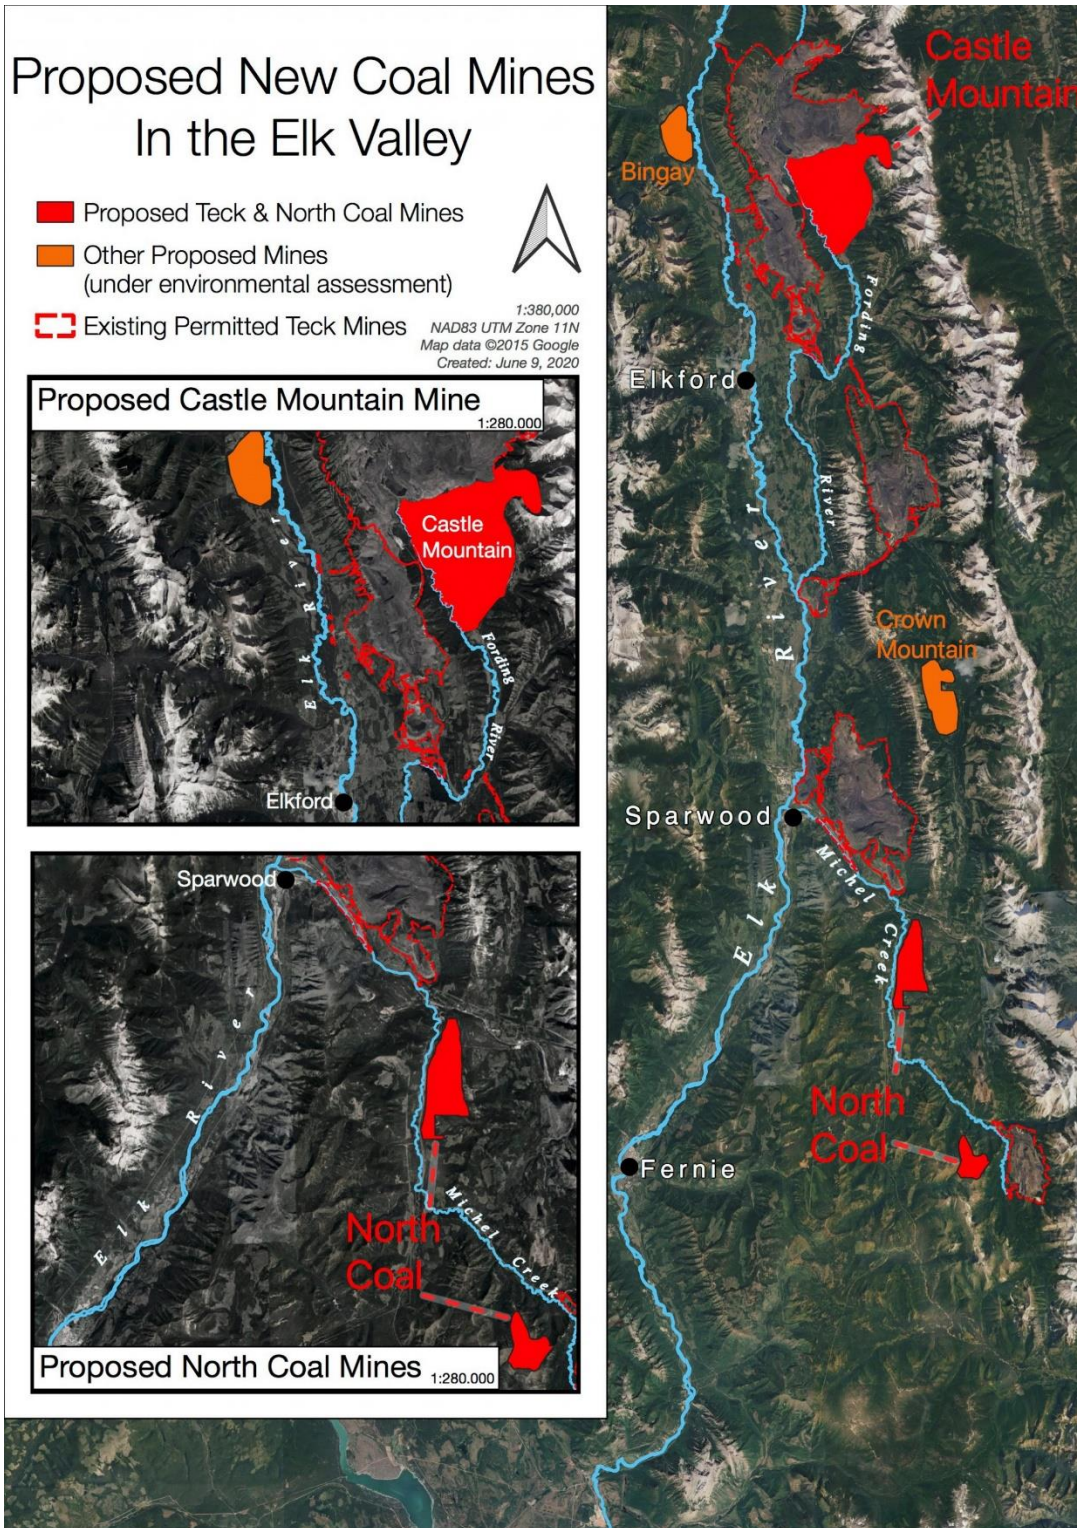 Proposed New Coal Mines
In the Elk Valley
Proposed Teck & North Coal Mines
Other Proposed Mines
(under environmental assessment)
Existing Permitted Teck Mines
1:380,000
NAD83 UTM Zone 11N
Map data ©2015 Google
Created: June 9, 2020
Proposed Castle Mountain Mine
1:280.000
Castle
Mountain
Elk River
Fording
River
Elkford
Sparwood
Elk River
Michel Creek
North
Coal
Proposed North Coal Mines
1:280.000
Castle
Mountain
Bingay
Fording
Elkford
River
Elk River
Crown
Mountain
Sparwood
Michel
Creek
North
Coal
Fernie